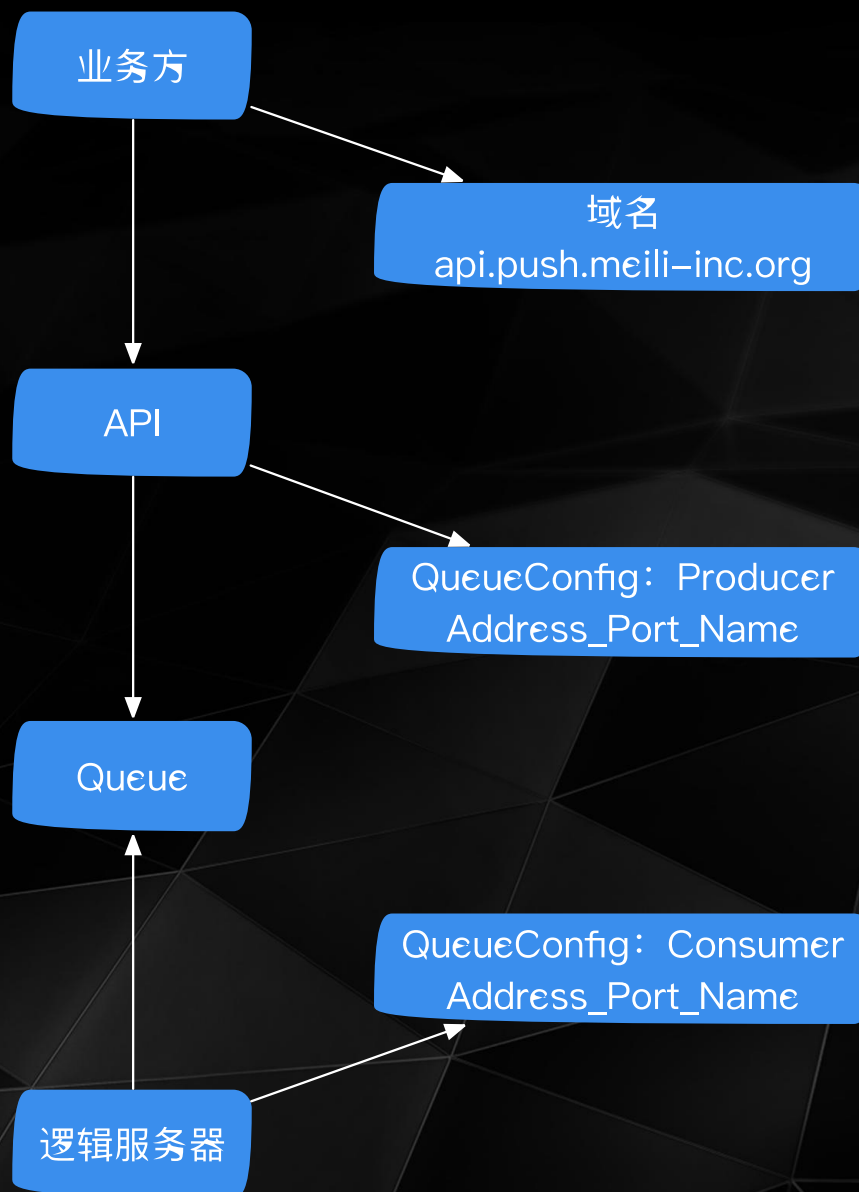 业务方
域名
api.push.meili-inc.org
API
QueueConfig：Producer
Address_Port_Name
Queue
QueueConfig：Consumer
Address_Port_Name
逻辑服务器